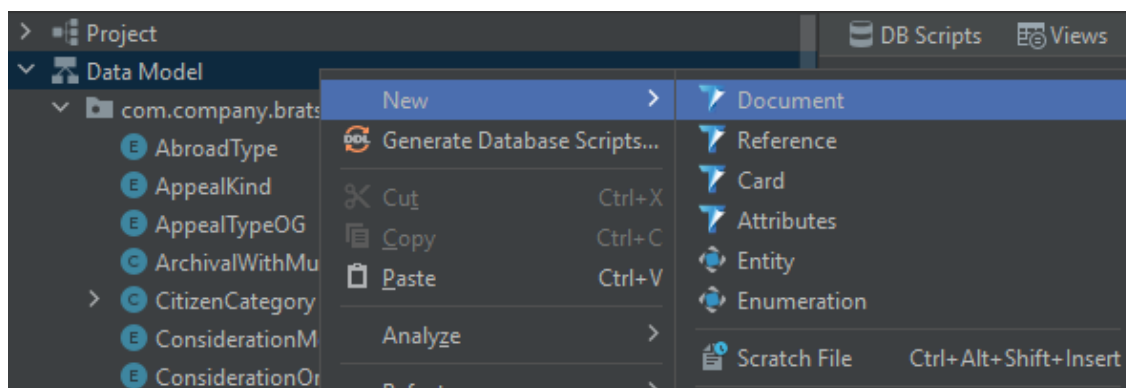 Project
DB Scripts Views
Data Model
com.company.brats
New Document
Generate Database Scripts... Reference
AbroadType
AppealKind
Cut Ctrl+X Card
AppealTypeOG
Copy Ctrl+C Attributes
ArchivalWithMu
Paste Ctrl+V Entity
CitizenCategory
Enumeration
ConsiderationM
Analyze
Scratch File Ctrl+Alt+Shift+Insert
ConsiderationOr